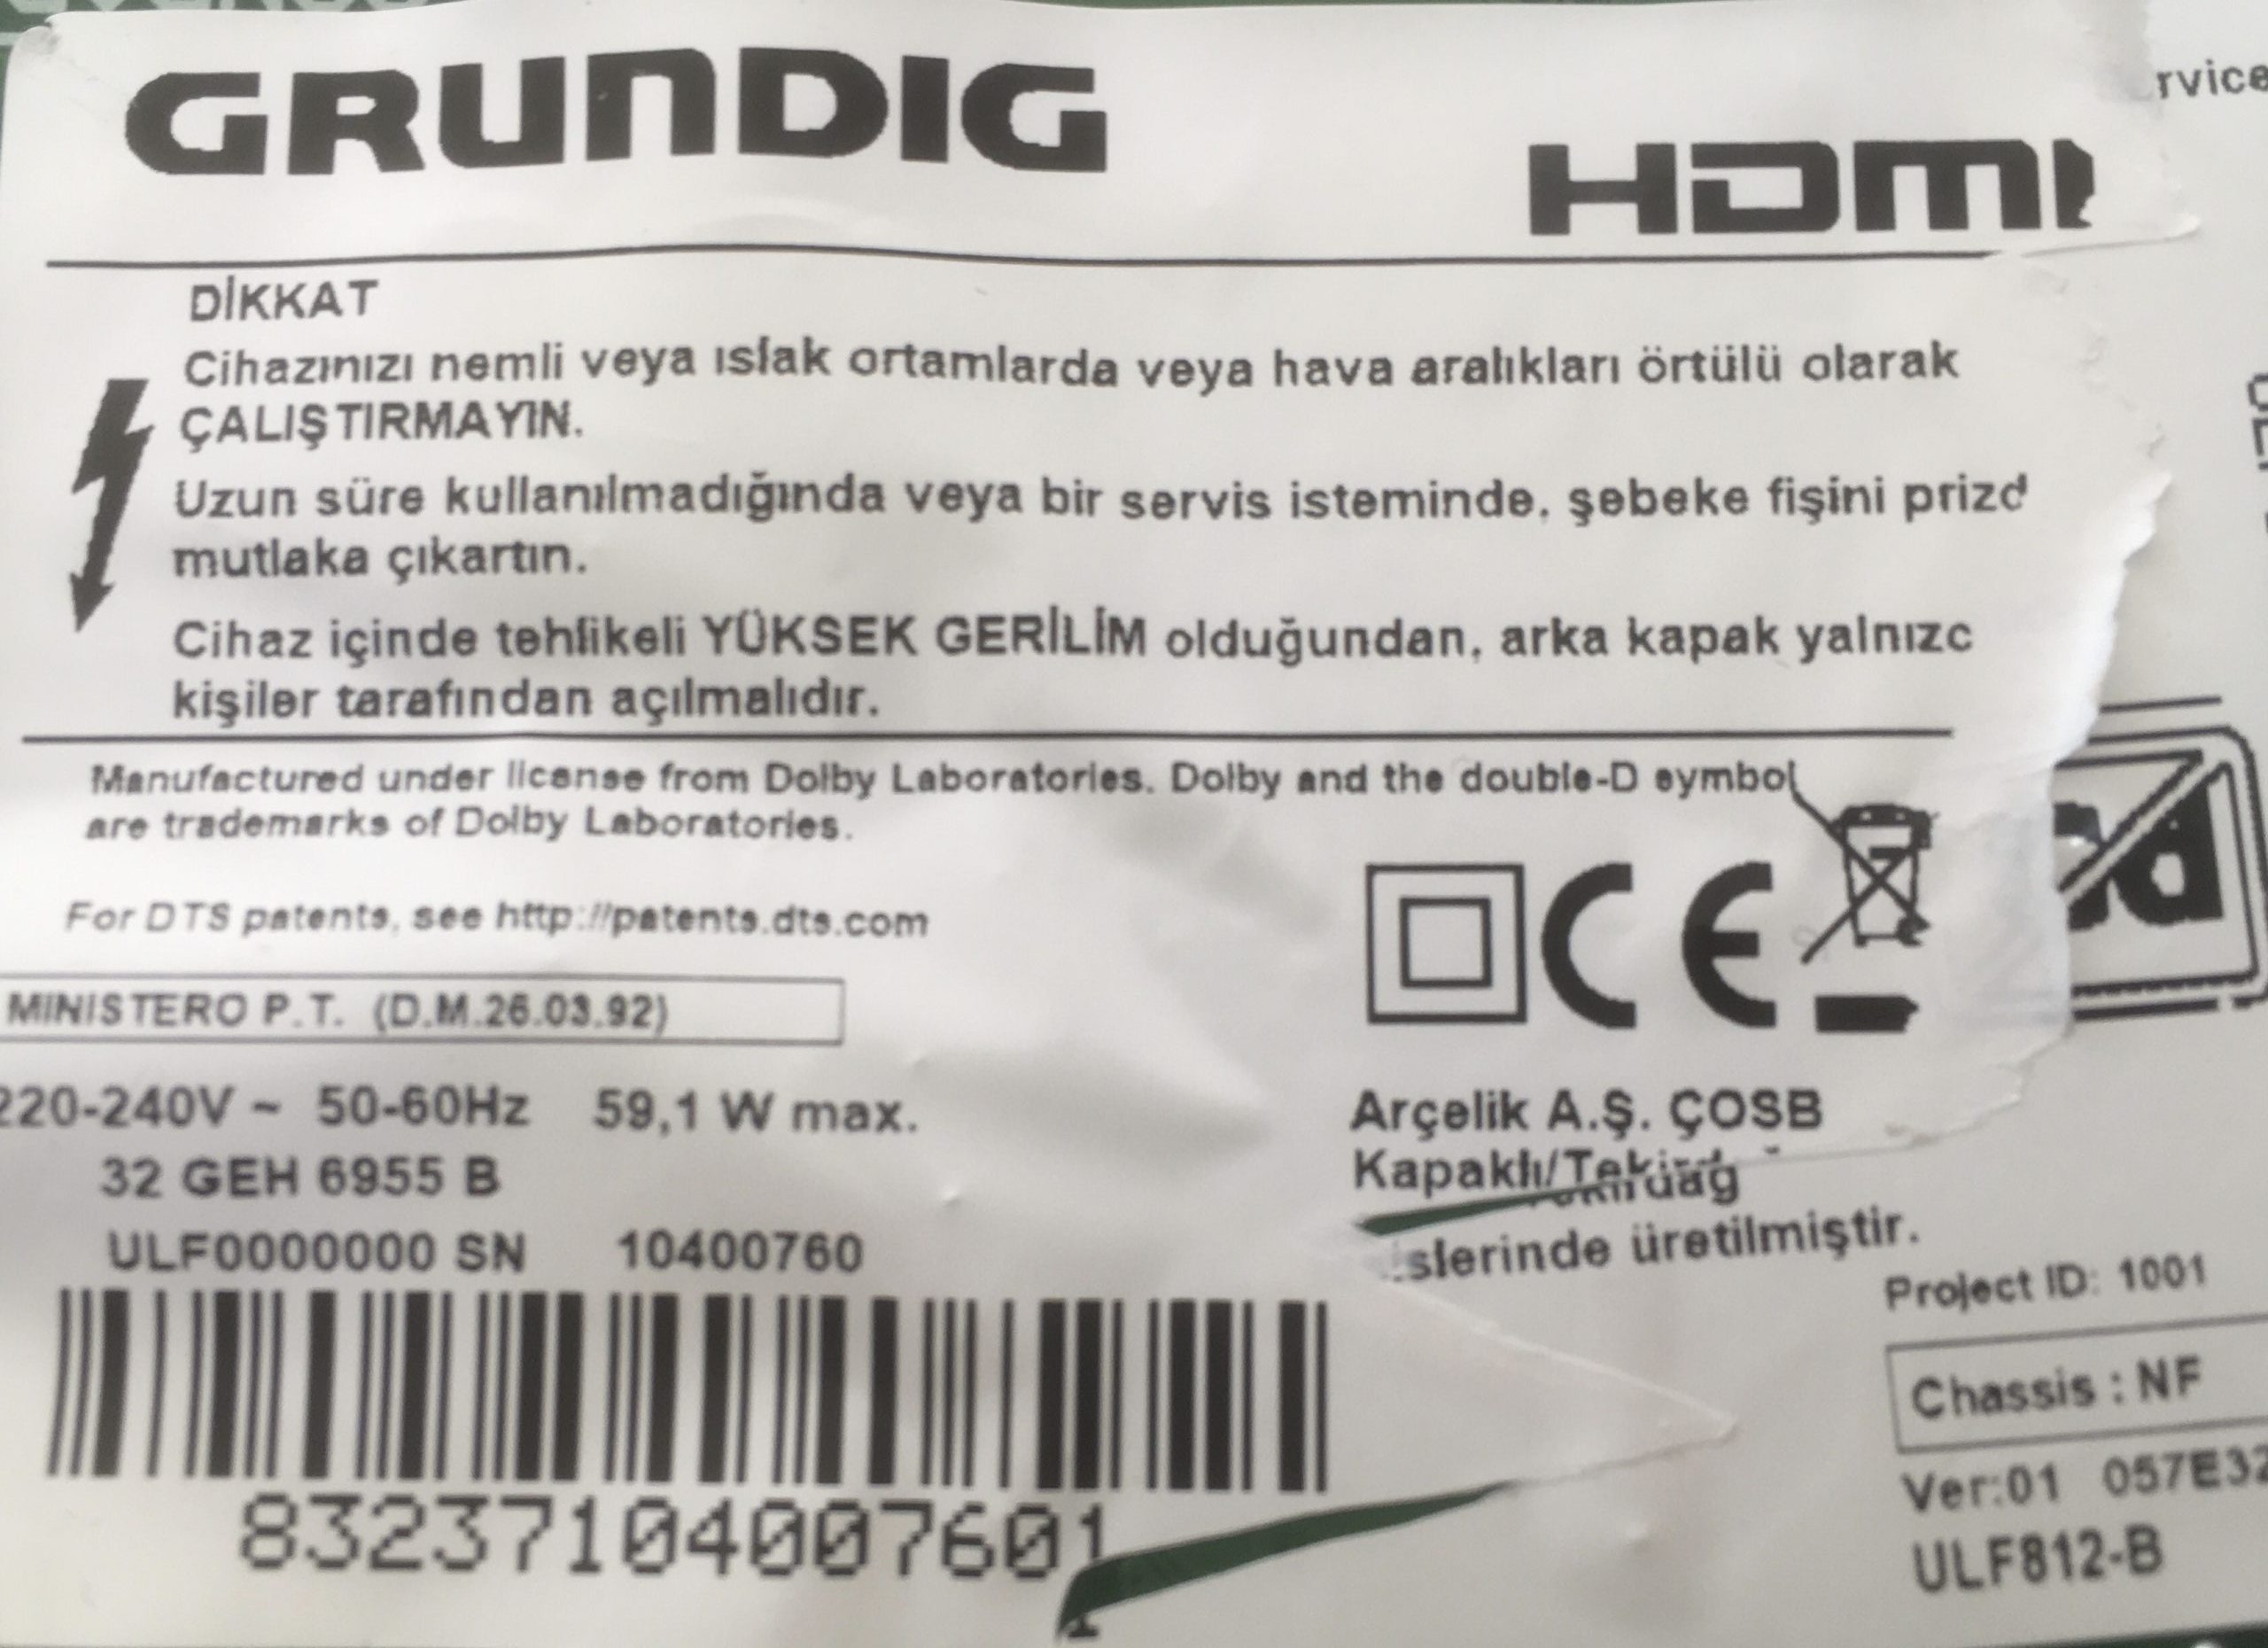 GRUNDIG
HDMI
DİKKAT
Cihazınızı nemli veya ıslak ortamlarda veya hava aralıkları örtülü olarak
ÇALIŞTIRMAYIN.
Uzun süre kullanılmadığında veya bir servis isteminde, şebeke fişini prizd
mutlaka çıkartın.
Cihaz içinde tehlikeli YÜKSEK GERİLİM olduğundan, arka kapak yalnızc
kişiler tarafından açılmalıdır.
Manufactured under license from Dolby Laboratories. Dolby and the double-D symbol
are trademarks of Dolby Laboratories.
For DTS patents, see http://patents.dts.com
MINISTERO P.T. (D.M.26.03.92)
220-240V ~ 50-60Hz 59,1 W max.
32 GEH 6955 B
ULF0000000 SN 10400760
83237104007601
CE
Arçelik A.Ş. ÇOSB
Kapaklı/Tekirdağ
slerinde üretilmiştir.
Project ID: 1001
Chassis : NF
Ver:01 057E32
ULF812-B